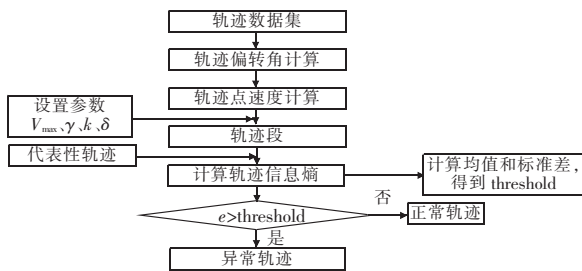 轨迹数据集
轨迹偏转角计算
轨迹点速度计算
设置参数
Vmax、γ、k、δ
轨迹段
代表性轨迹
计算轨迹信息熵
计算均值和标准差，
得到 threshold
否
e>threshold
正常轨迹
是
异常轨迹